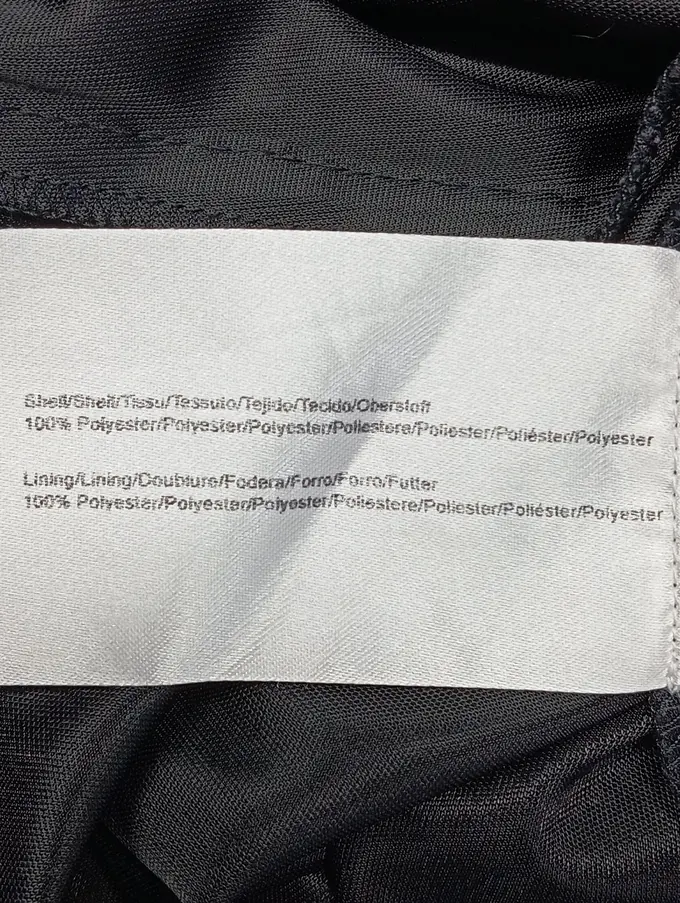 Shell/Shell/Tissu/Tessuto/Tejido/Tecido/Oberstoff
100% Polyester/Polyester/Polyester/Poliestere/Poliester/Poliéster/Polyester
Lining/Lining/Doublure/Fodera/Forro/Forro/Futter
100% Polyester/Polyester/Polyester/Poliestere/Poliester/Poliéster/Polyester